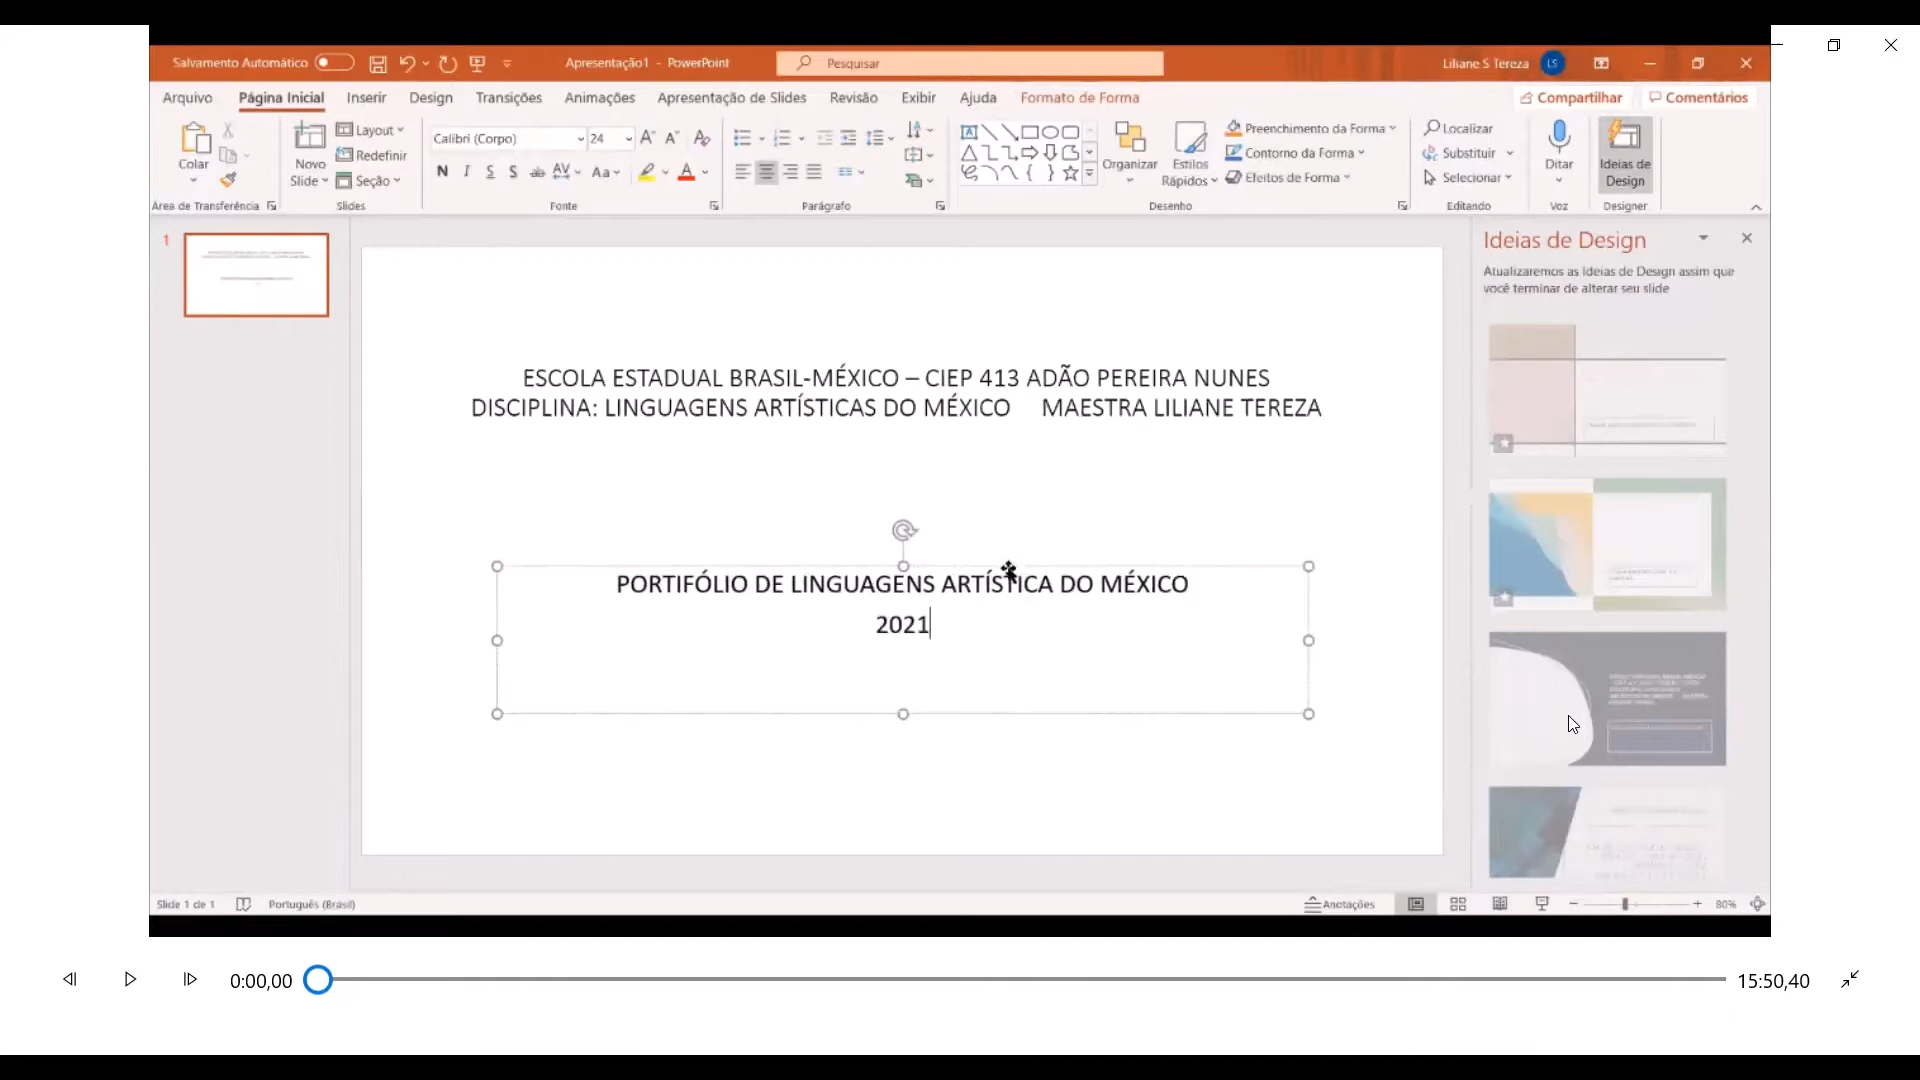 Salvamento Automático
Apresentação1 - PowerPoint
Pesquisar
Liliane S Tereza
LS
Arquivo
Página Inicial
Inserir
Design
Transições
Animações
Apresentação de Slides
Revisão
Exibir
Ajuda
Formato de Forma
Compartilhar
Comentários
Colar
Área de Transferência
Novo
Slide
Layout
Redefinir
Seção
Slides
Calibri (Corpo)
24
N I S S ab AV Aa A
Fonte
Parágrafo
Organizar
Estilos
Rápidos
Preenchimento da Forma
Contorno da Forma
Efeitos de Forma
Desenho
Localizar
Substituir
Selecionar
Editando
Ditar
Voz
Ideias de
Design
Designer
1
ESCOLA ESTADUAL BRASIL-MÉXICO – CIEP 413 ADÃO PEREIRA NUNES
DISCIPLINA: LINGUAGENS ARTÍSTICAS DO MÉXICO MAESTRA LILIANE TEREZA
PORTIFÓLIO DE LINGUAGENS ARTÍSTICA DO MÉXICO
2021
Ideias de Design
Atualizaremos as Ideias de Design assim que
você terminar de alterar seu slide
Slide 1 de 1
Português (Brasil)
Anotações
80%
0:00,00
15:50,40